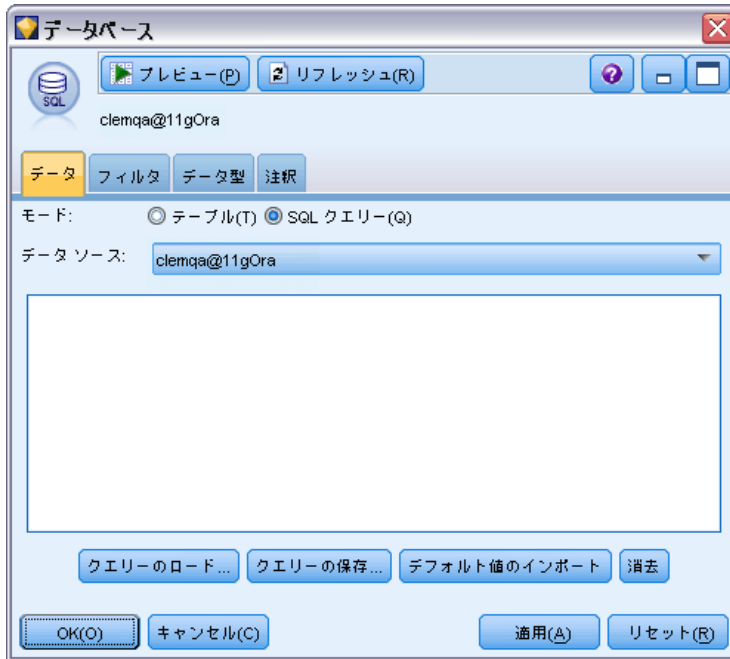 データベース
プレビュー(P) リフレッシュ(R)
SQL
clemqa@11gOra
データ フィルタ データ型 注釈
モード: テーブル(T) SQL クエリー(Q)
データ ソース: clemqa@11gOra
クエリーのロード... クエリーの保存... デフォルト値のインポート 消去
OK(O) キャンセル(C) 適用(A) リセット(R)